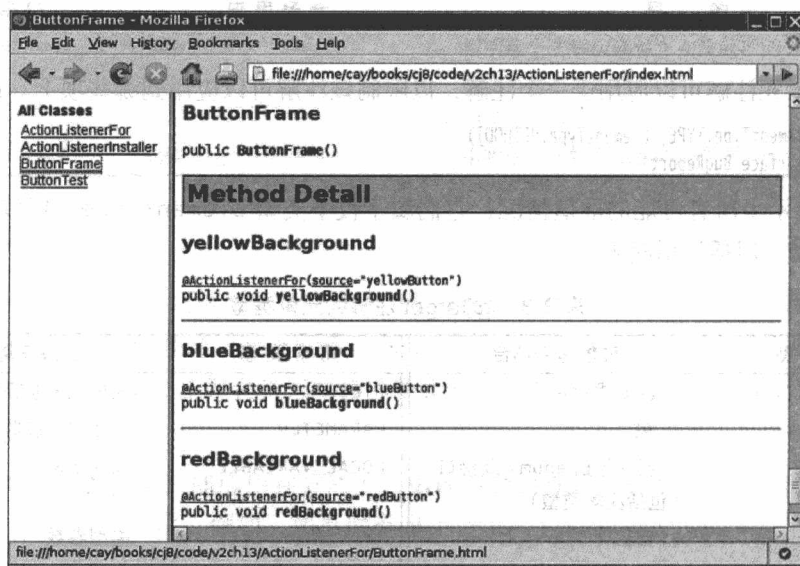 ButtonFrame - Mozilla Firefox
File Edit View History Bookmarks Tools Help
file:///home/cay/books/cj8/code/v2ch13/ActionListenerFor/index.html
All Classes
ActionListenerFor
ActionListenerInstaller
ButtonFrame
ButtonTest
ButtonFrame
public ButtonFrame()
Method Detail
yellowBackground
@ActionListenerFor(source="yellowButton")
public void yellowBackground()
blueBackground
@ActionListenerFor(source="blueButton")
public void blueBackground()
redBackground
@ActionListenerFor(source="redButton")
public void redBackground()
file:///home/cay/books/cj8/code/v2ch13/ActionListenerFor/ButtonFrame.html